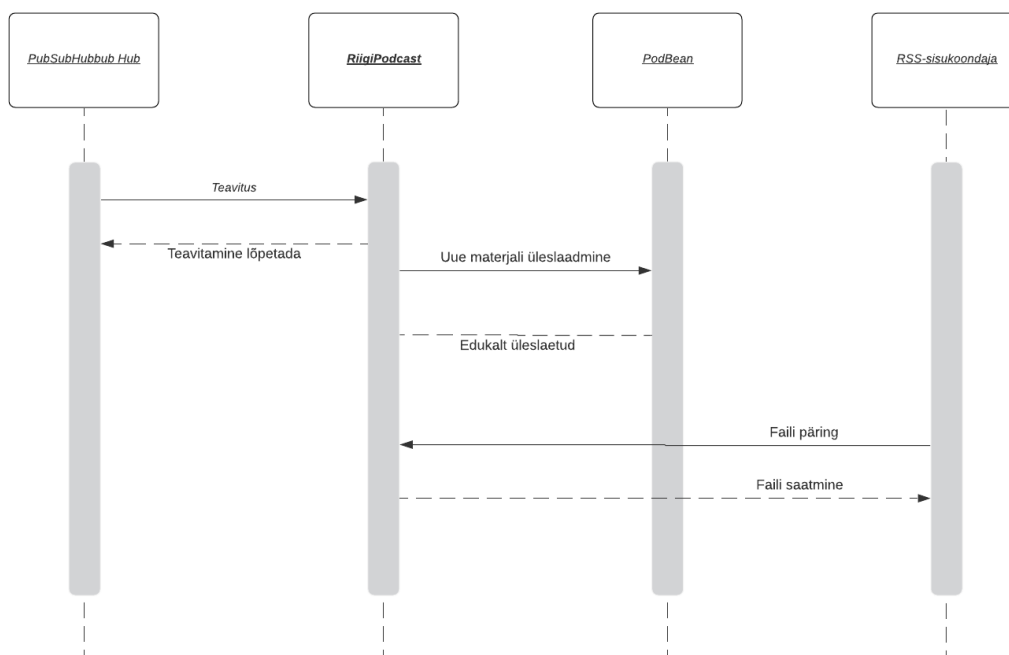 PubSubHubbub Hub
RiigiPodcast
PodBean
RSS-sisukoondaja
Teavitus
Teavitamine lõpetada
Uue materjali üleslaadmine
Edukalt üleslaetud
Faili päring
Faili saatmine